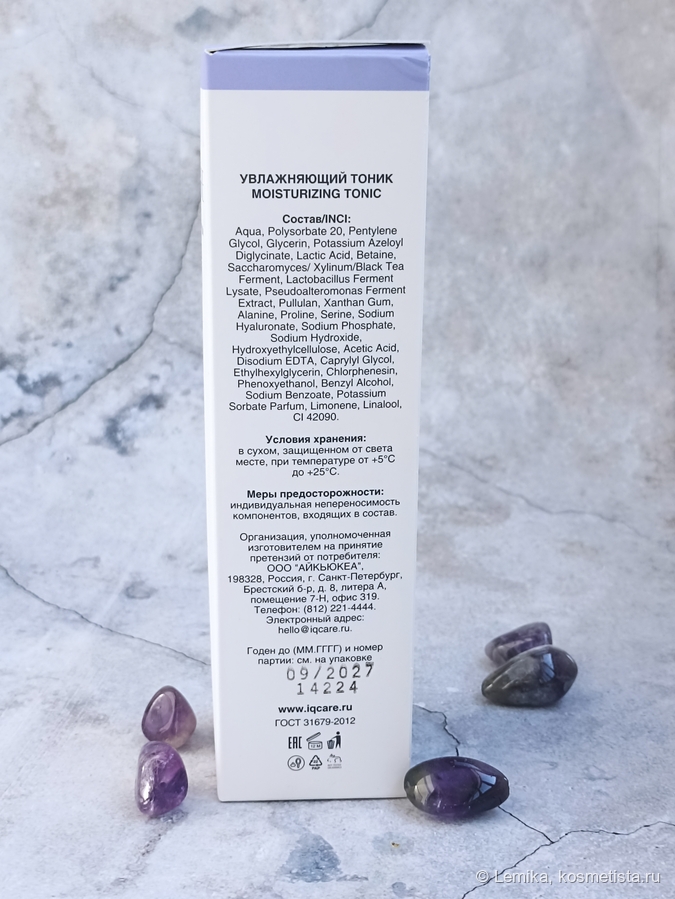 УВЛАЖНЯЮЩИЙ ТОНИК
MOISTURIZING TONIC
Состав/INCI:
Aqua, Polysorbate 20, Pentylene
Glycol, Glycerin, Potassium Azeloyl
Diglycinate, Lactic Acid, Betaine,
Saccharomyces/ Xylinum/Black Tea
Ferment, Lactobacillus Ferment
Lysate, Pseudoalteromonas Ferment
Extract, Pullulan, Xanthan Gum,
Alanine, Proline, Serine, Sodium
Hyaluronate, Sodium Phosphate,
Sodium Hydroxide,
Hydroxyethylcellulose, Acetic Acid,
Disodium EDTA, Caprylyl Glycol,
Ethylhexylglycerin, Chlorphenesin,
Phenoxyethanol, Benzyl Alcohol,
Sodium Benzoate, Potassium
Sorbate Parfum, Limonene, Linalool,
CI 42090.
Условия хранения:
в сухом, защищенном от света
месте, при температуре от +5°C
до +25°C.
Меры предосторожности:
индивидуальная непереносимость
компонентов, входящих в состав.
Организация, уполномоченная
изготовителем на принятие
претензий от потребителя:
ООО "АЙКЬЮКЕА",
198328, Россия, г. Санкт-Петербург,
Брестский б-р, д. 8, литера А,
помещение 7-Н, офис 319.
Телефон: (812) 221-4444.
Электронный адрес:
hello@iqcare.ru.
Годен до (ММ.ГГГГ) и номер
партии: см. на упаковке
09/2027
14224
www.iqcare.ru
ГОСТ 31679-2012
EAC 12 M
PAP
© Lemika, kosmetista.ru